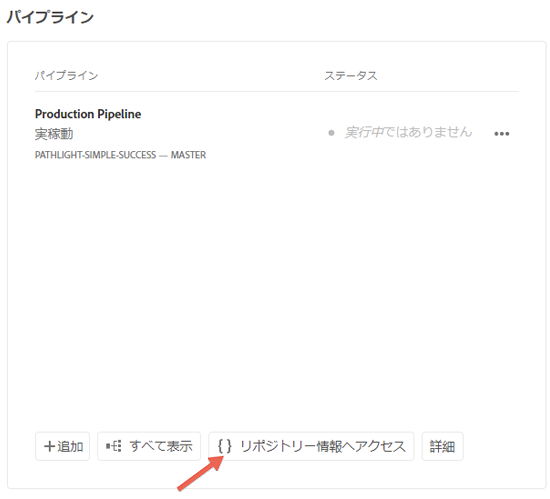 パイプライン
パイプライン ステータス
Production Pipeline
実稼動
実行中ではありません
PATHLIGHT-SIMPLE-SUCCESS — MASTER
+追加 すべて表示 {} リポジトリー情報へアクセス 詳細